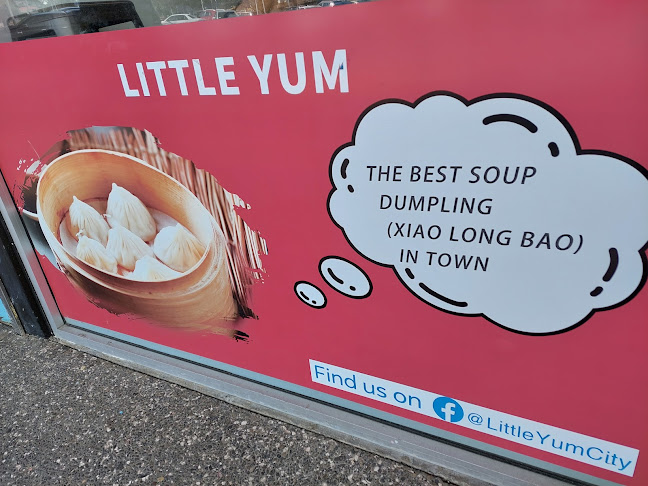 LITTLE YUM
THE BEST SOUP
DUMPLING
(XIAO LONG BAO)
IN TOWN
Find us on f @LittleYumCity